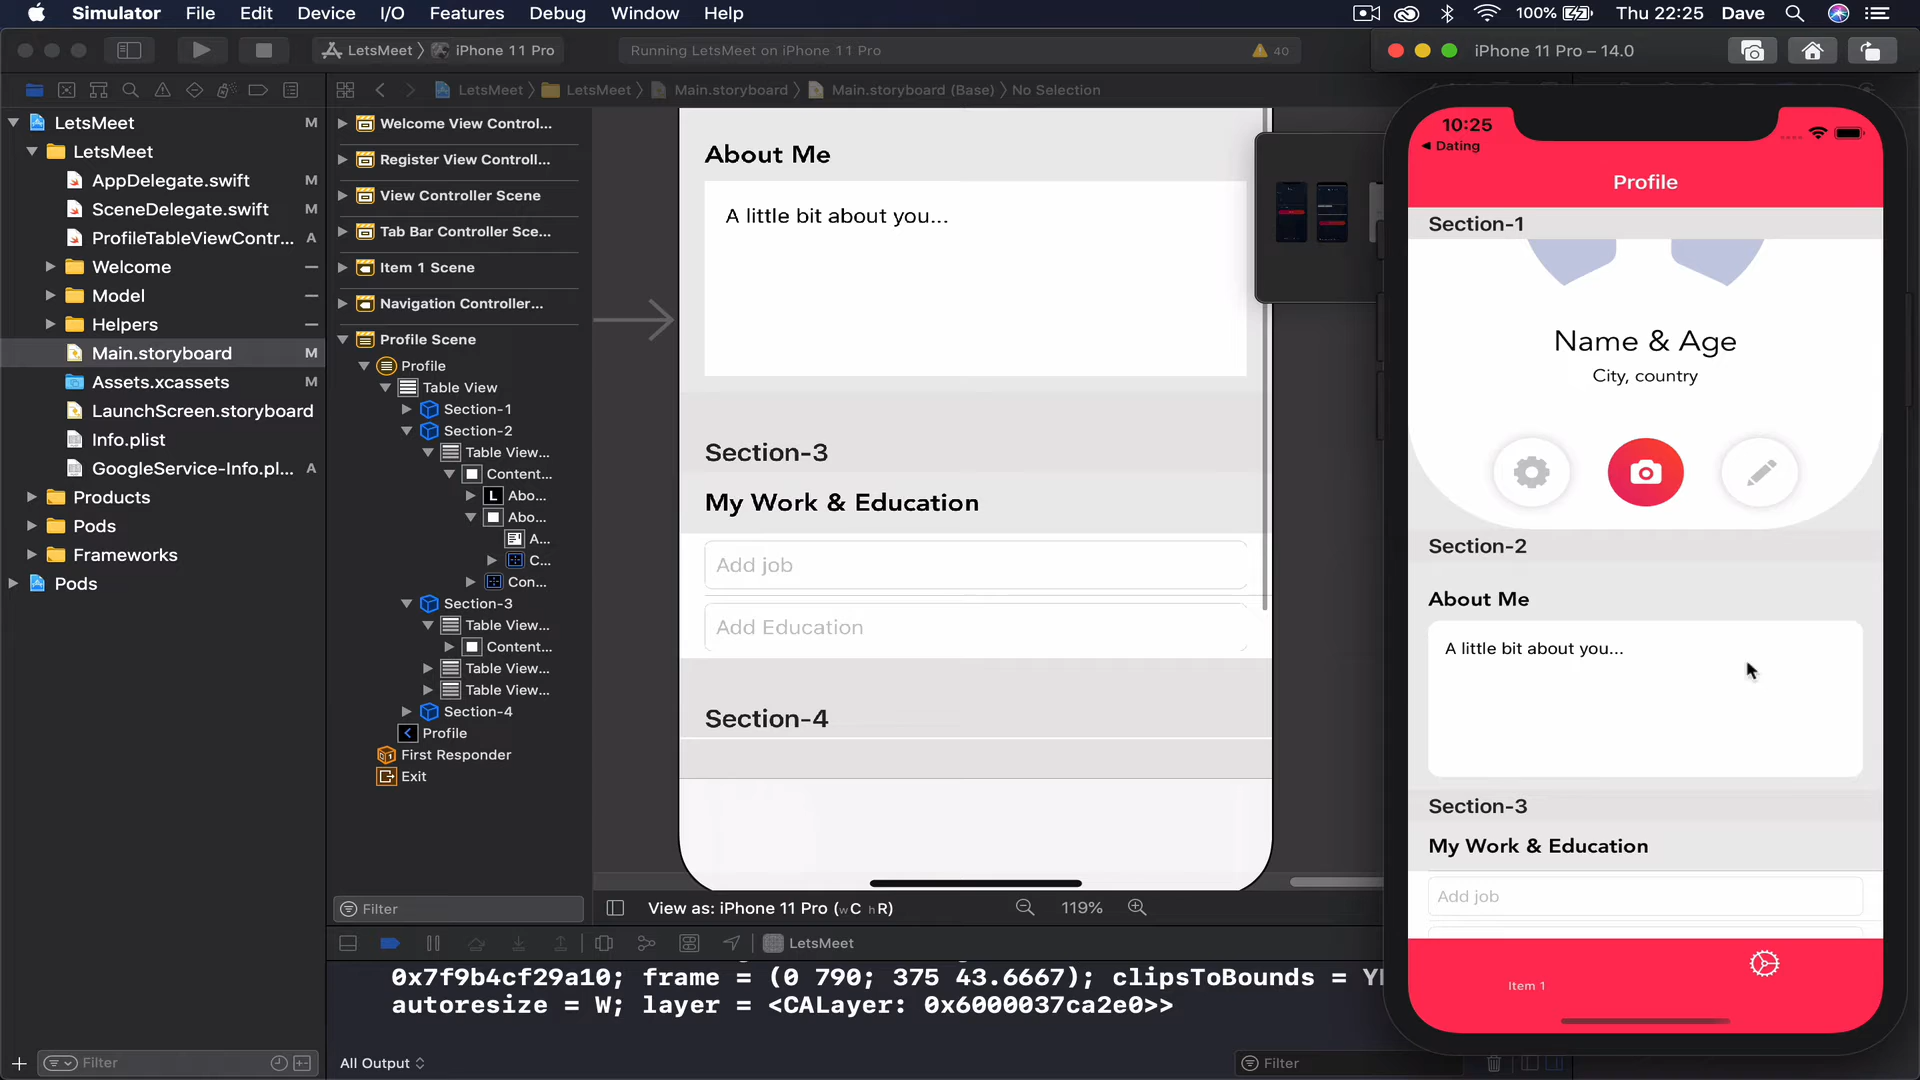 Simulator File Edit Device I/O Features Debug Window Help 100% Thu 22:25 Dave
LetsMeet iPhone 11 Pro Running LetsMeet on iPhone 11 Pro 40
iPhone 11 Pro – 14.0
LetsMeet LetsMeet Main.storyboard Main.storyboard (Base) No Selection
LetsMeet M
LetsMeet
AppDelegate.swift M
SceneDelegate.swift M
ProfileTableViewContr... A
Welcome
Model
Helpers
Main.storyboard M
Assets.xcassets M
LaunchScreen.storyboard
Info.plist
GoogleService-Info.pl... A
Products
Pods
Frameworks
Pods
Filter
Welcome View Control...
Register View Controll...
View Controller Scene
Tab Bar Controller Sce...
Item 1 Scene
Navigation Controller...
Profile Scene
Profile
Table View
Section-1
Section-2
Table View...
Content...
L Abo...
Abo...
A...
C...
Con...
Section-3
Table View...
Content...
Table View...
Table View...
Section-4
Profile
First Responder
Exit
Filter
About Me
A little bit about you...
Section-3
My Work & Education
Add job
Add Education
Section-4
View as: iPhone 11 Pro (wC hR) 119%
LetsMeet
0x7f9b4cf29a10; frame = (0 790; 375 43.6667); clipsToBounds = Y
autoresize = W; layer = <CALayer: 0x6000037ca2e0>>
All Output Filter
10:25
Dating
Profile
Section-1
Name & Age
City, country
Section-2
About Me
A little bit about you...
Section-3
My Work & Education
Add job
Item 1